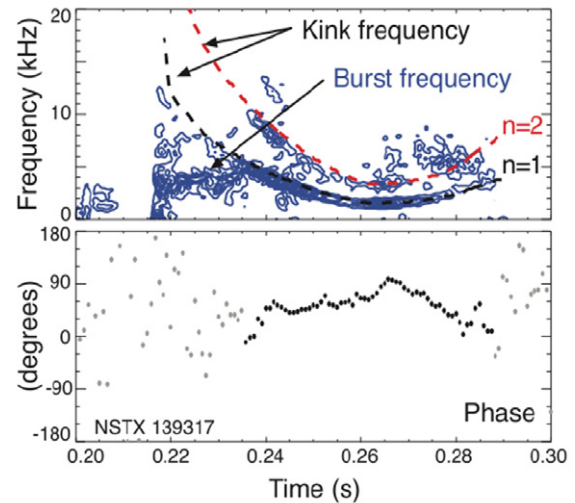 20
Kink frequency
Burst frequency
Frequency (kHz)
10
n=2
n=1
0
180
90
0
(degrees)
-90
NSTX 139317
Phase
-180
0.20
0.22
0.24
0.26
0.28
0.30
Time (s)